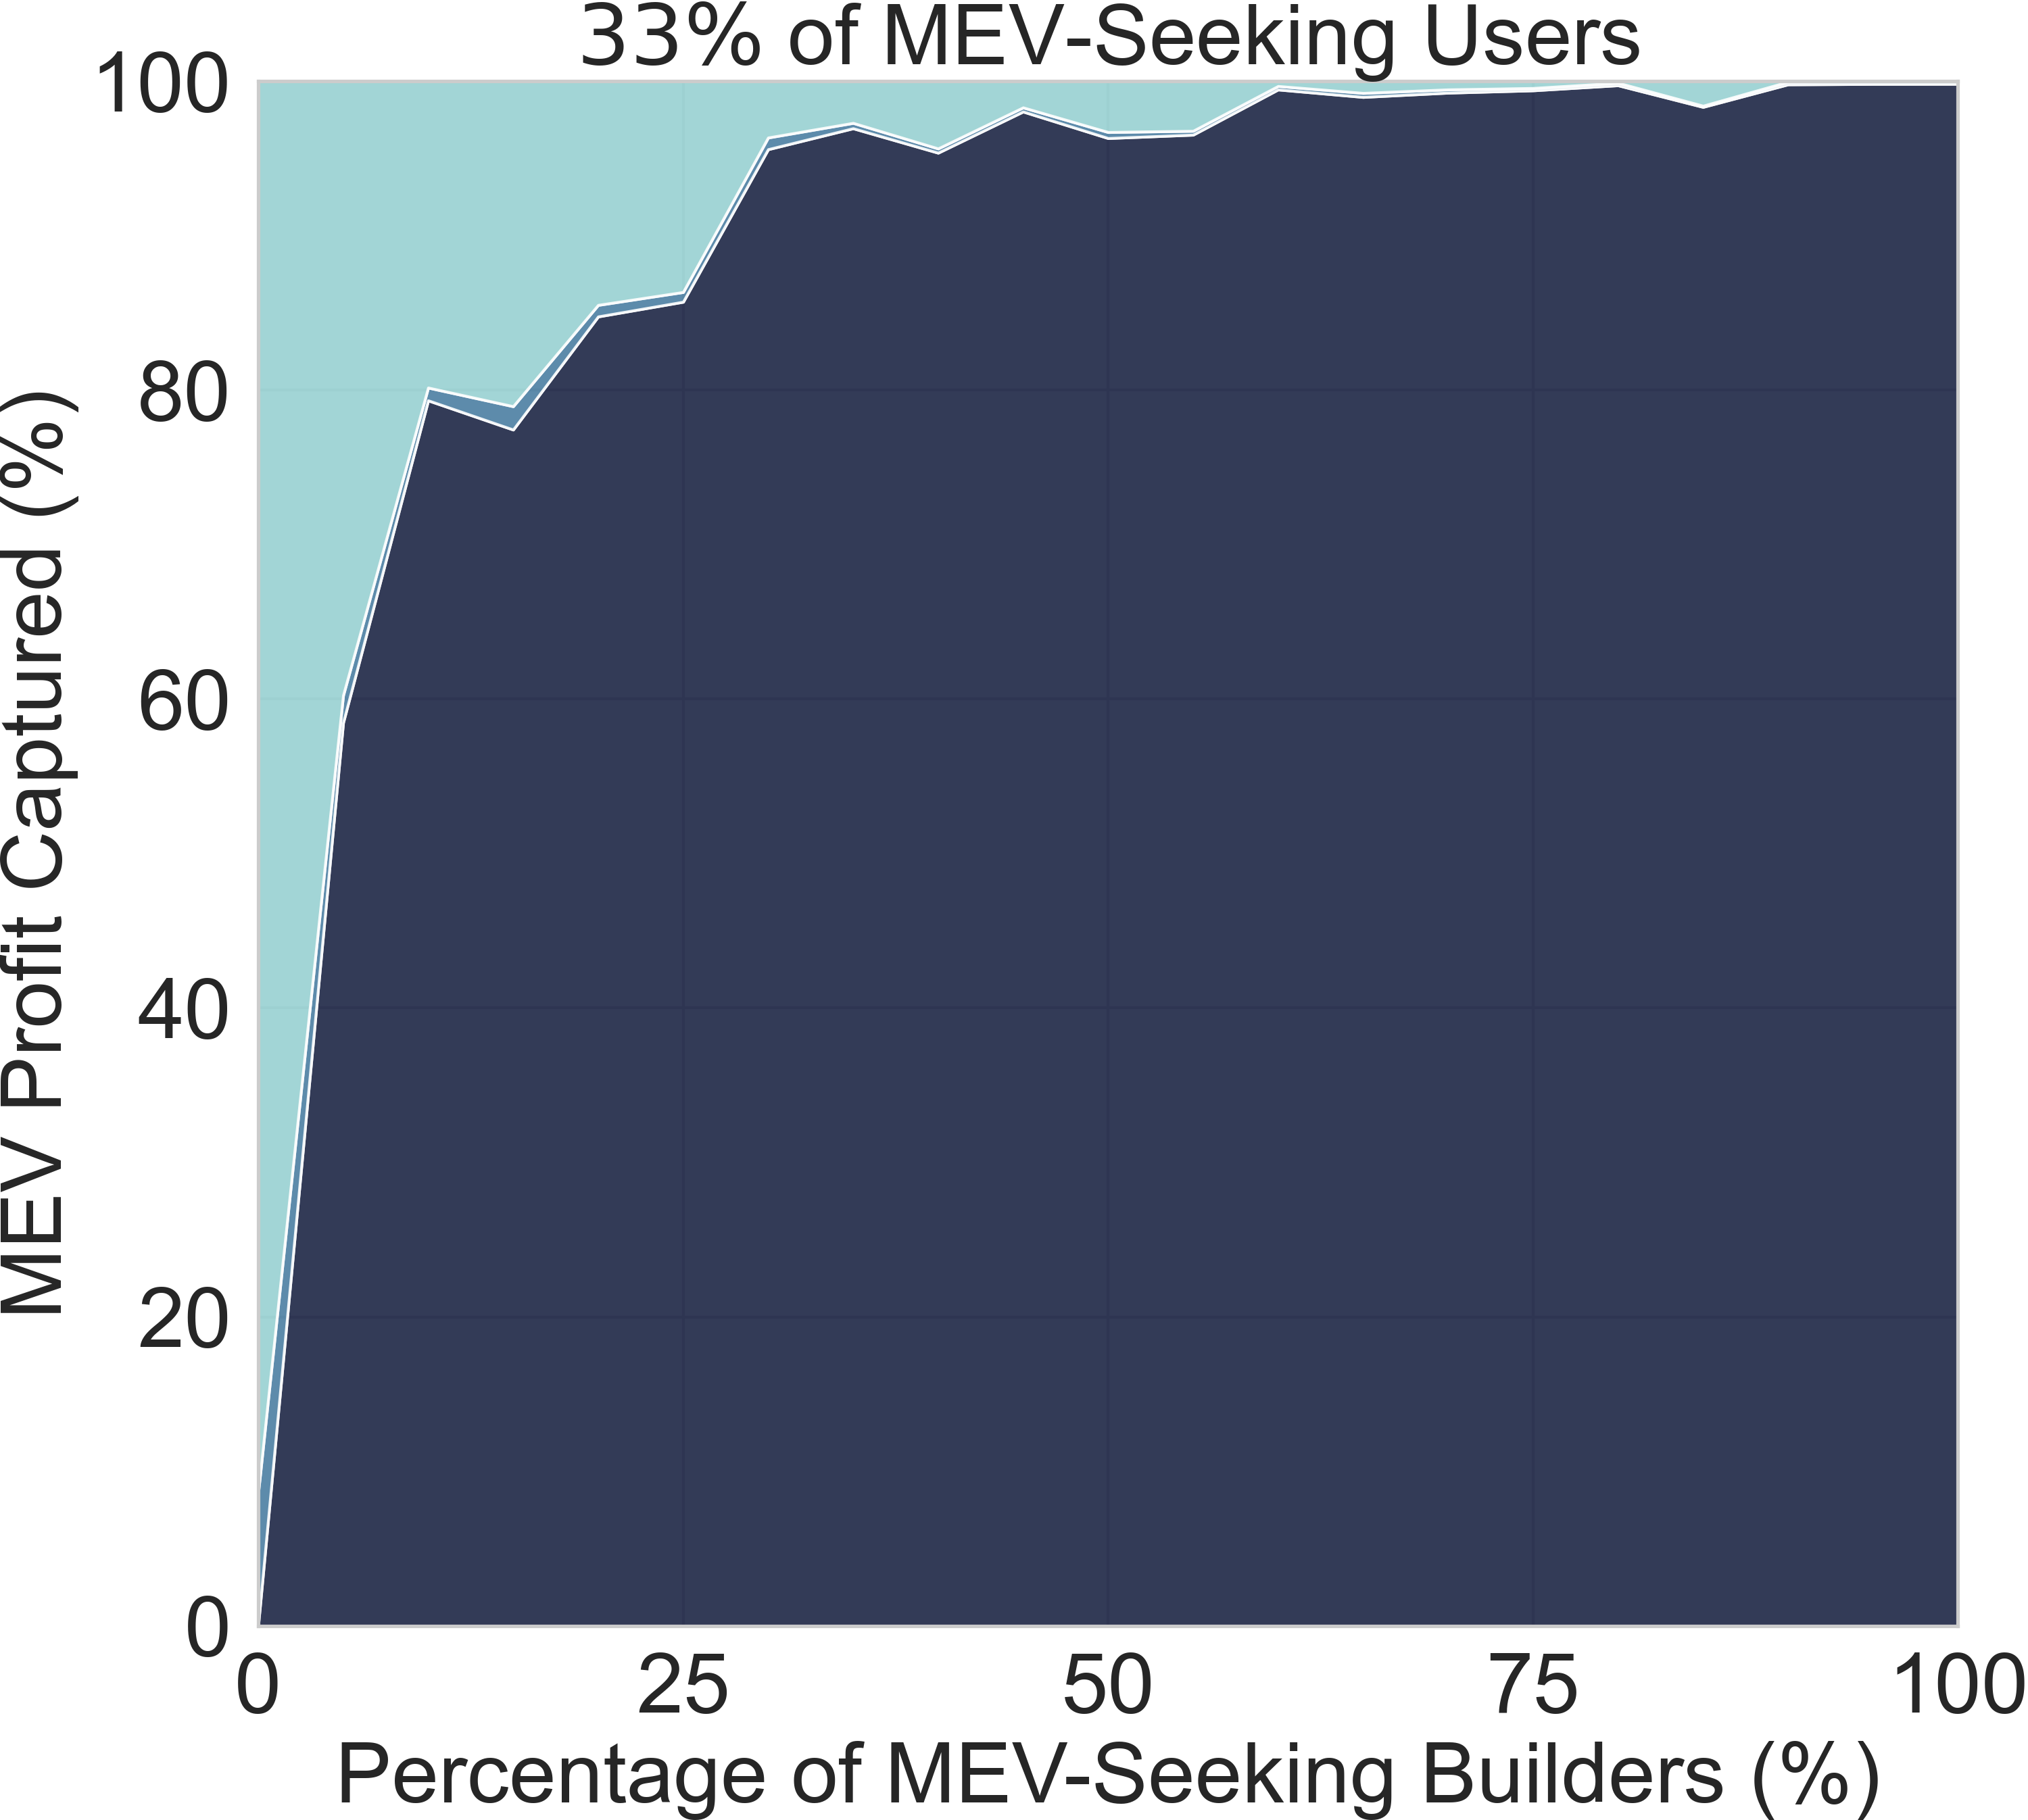 33% of MEV-Seeking Users
MEV Profit Captured (%)
100
80
60
40
20
0
0 25 50 75 100
Percentage of MEV-Seeking Builders (%)